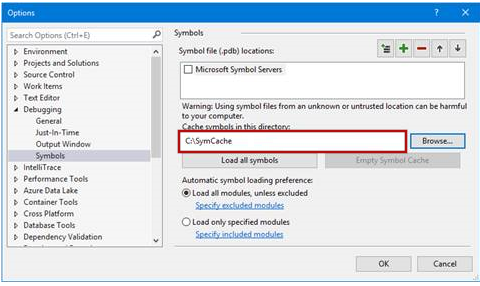 Options
Search Options (Ctrl+E)
Environment
Projects and Solutions
Source Control
Work Items
Text Editor
Debugging
General
Just-In-Time
Output Window
Symbols
IntelliTrace
Performance Tools
Azure Data Lake
Container Tools
Cross Platform
Database Tools
Dependency Validation
Symbols
Symbol file (.pdb) locations:
Microsoft Symbol Servers
Warning: Using symbol files from an unknown or untrusted location can be harmful
to your computer.
Cache symbols in this directory:
C:\SymCache
Browse...
Load all symbols
Empty Symbol Cache
Automatic symbol loading preference:
Load all modules, unless excluded
Specify excluded modules
Load only specified modules
Specify included modules
OK
Cancel